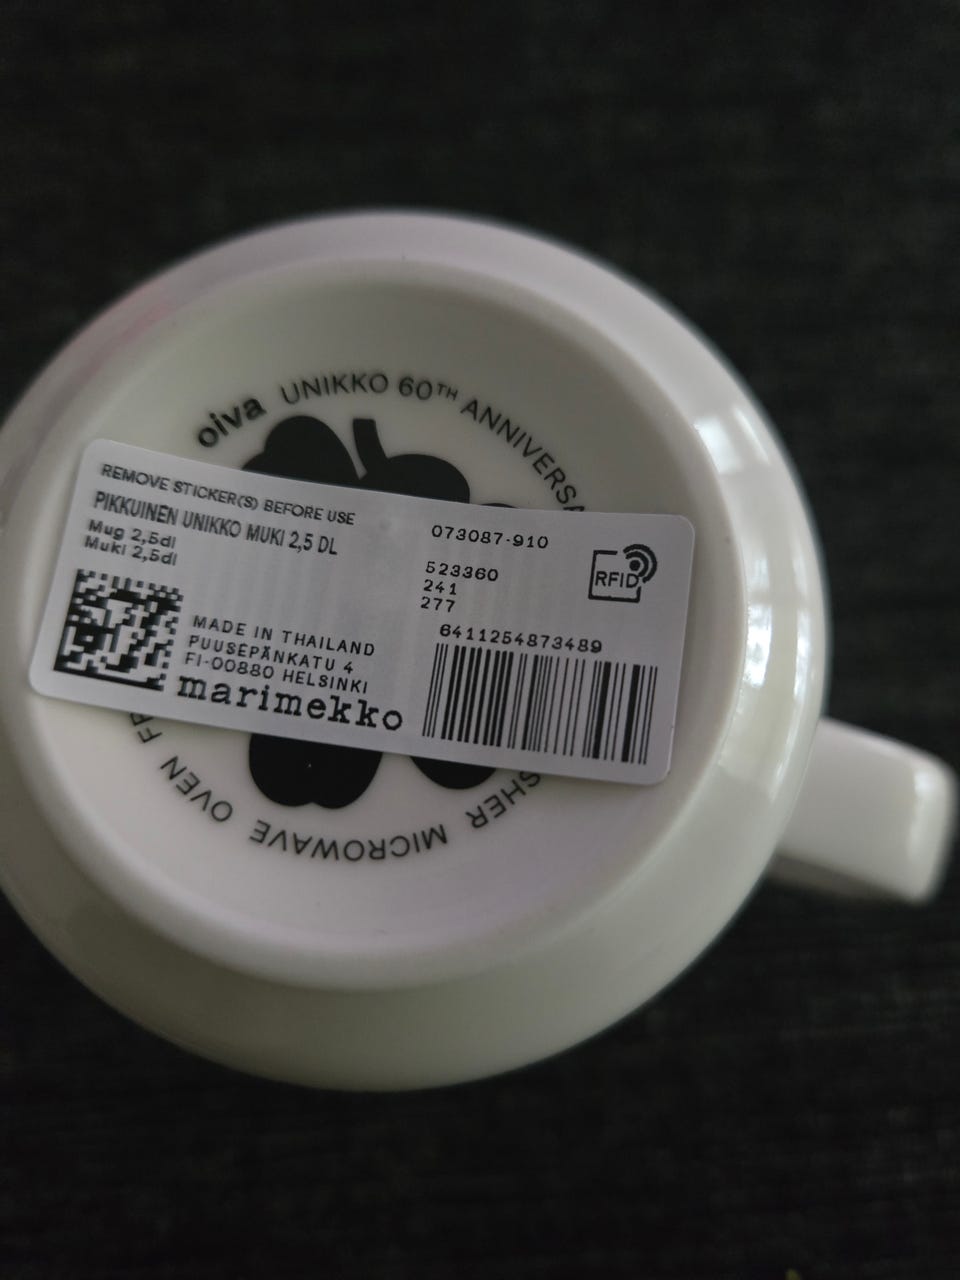 oiva UNIKKO 60TH ANNIVERSA
REMOVE STICKER(S) BEFORE USE
PIKKUINEN UNIKKO MUKI 2,5 DL
Mug 2,5dl
Muki 2,5dl
073087-910
523360
241
277
RFID
6411254873489
MADE IN THAILAND
PUUSEPÄNKATU 4
FI-00880 HELSINKI
marimekko
SHER MICROWAVE OVEN FR